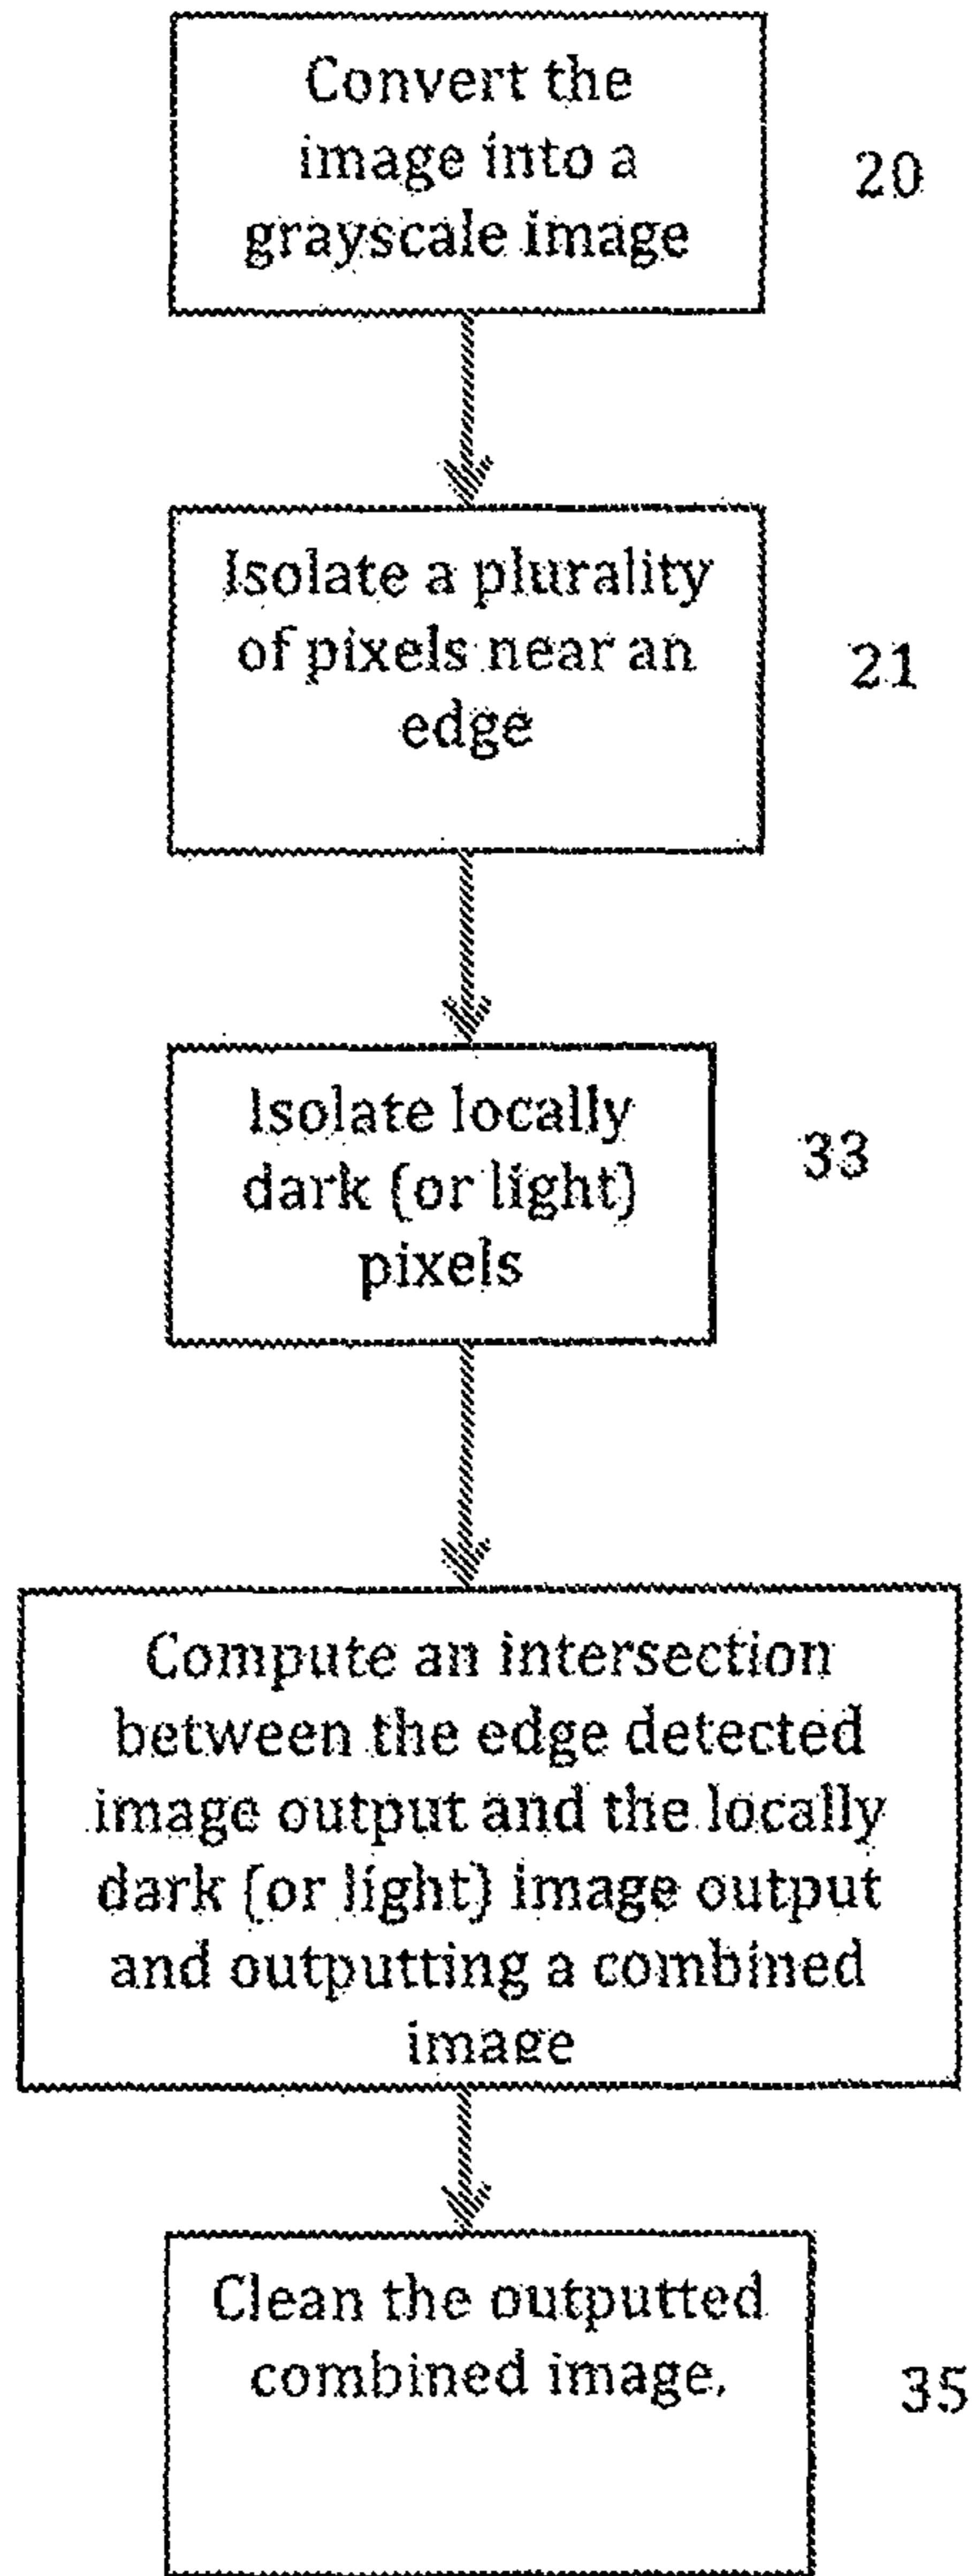 Convert the
image into a
grayscale image
20
Isolate a plurality
of pixels near an
edge
21
Isolate locally
dark (or light)
pixels
33
Compute an intersection
between the edge detected
image output and the locally
dark (or light) image output
and outputting a combined
image
Clean the outputted
combined image.
35